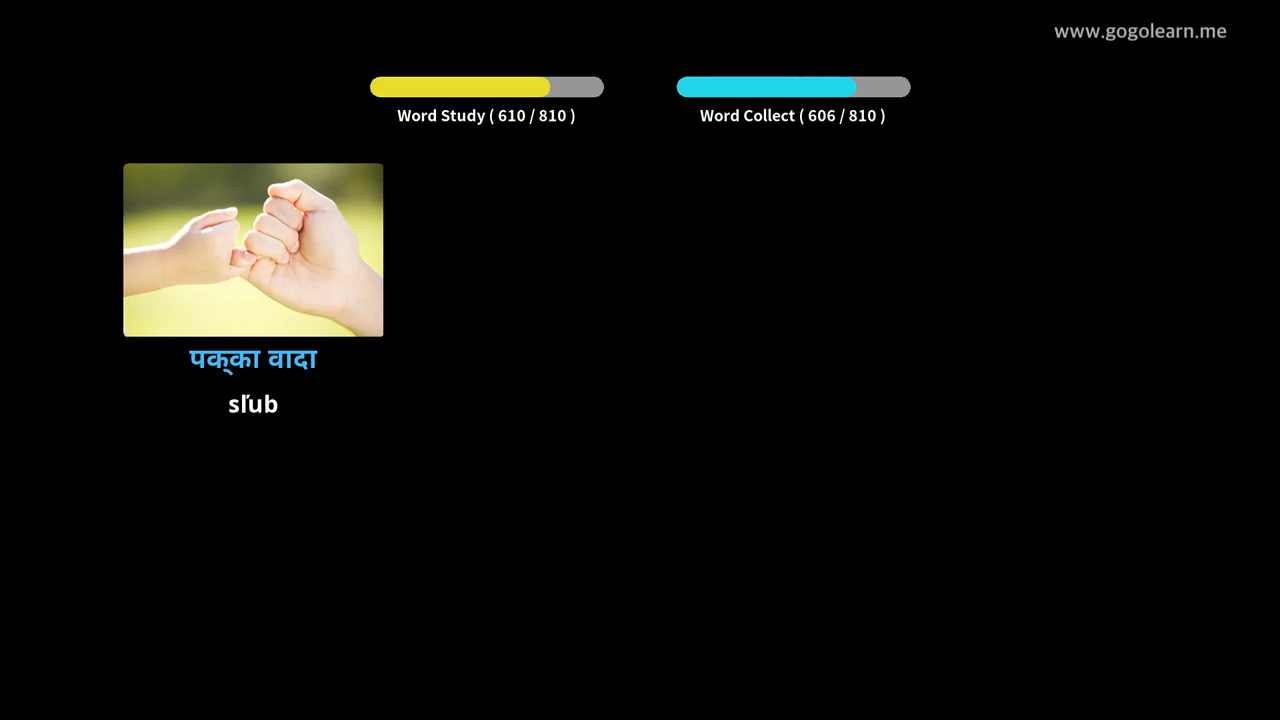 www.gogolearn.me
Word Study ( 610 / 810 )
Word Collect ( 606 / 810 )
पक्‌का वादा
sľub